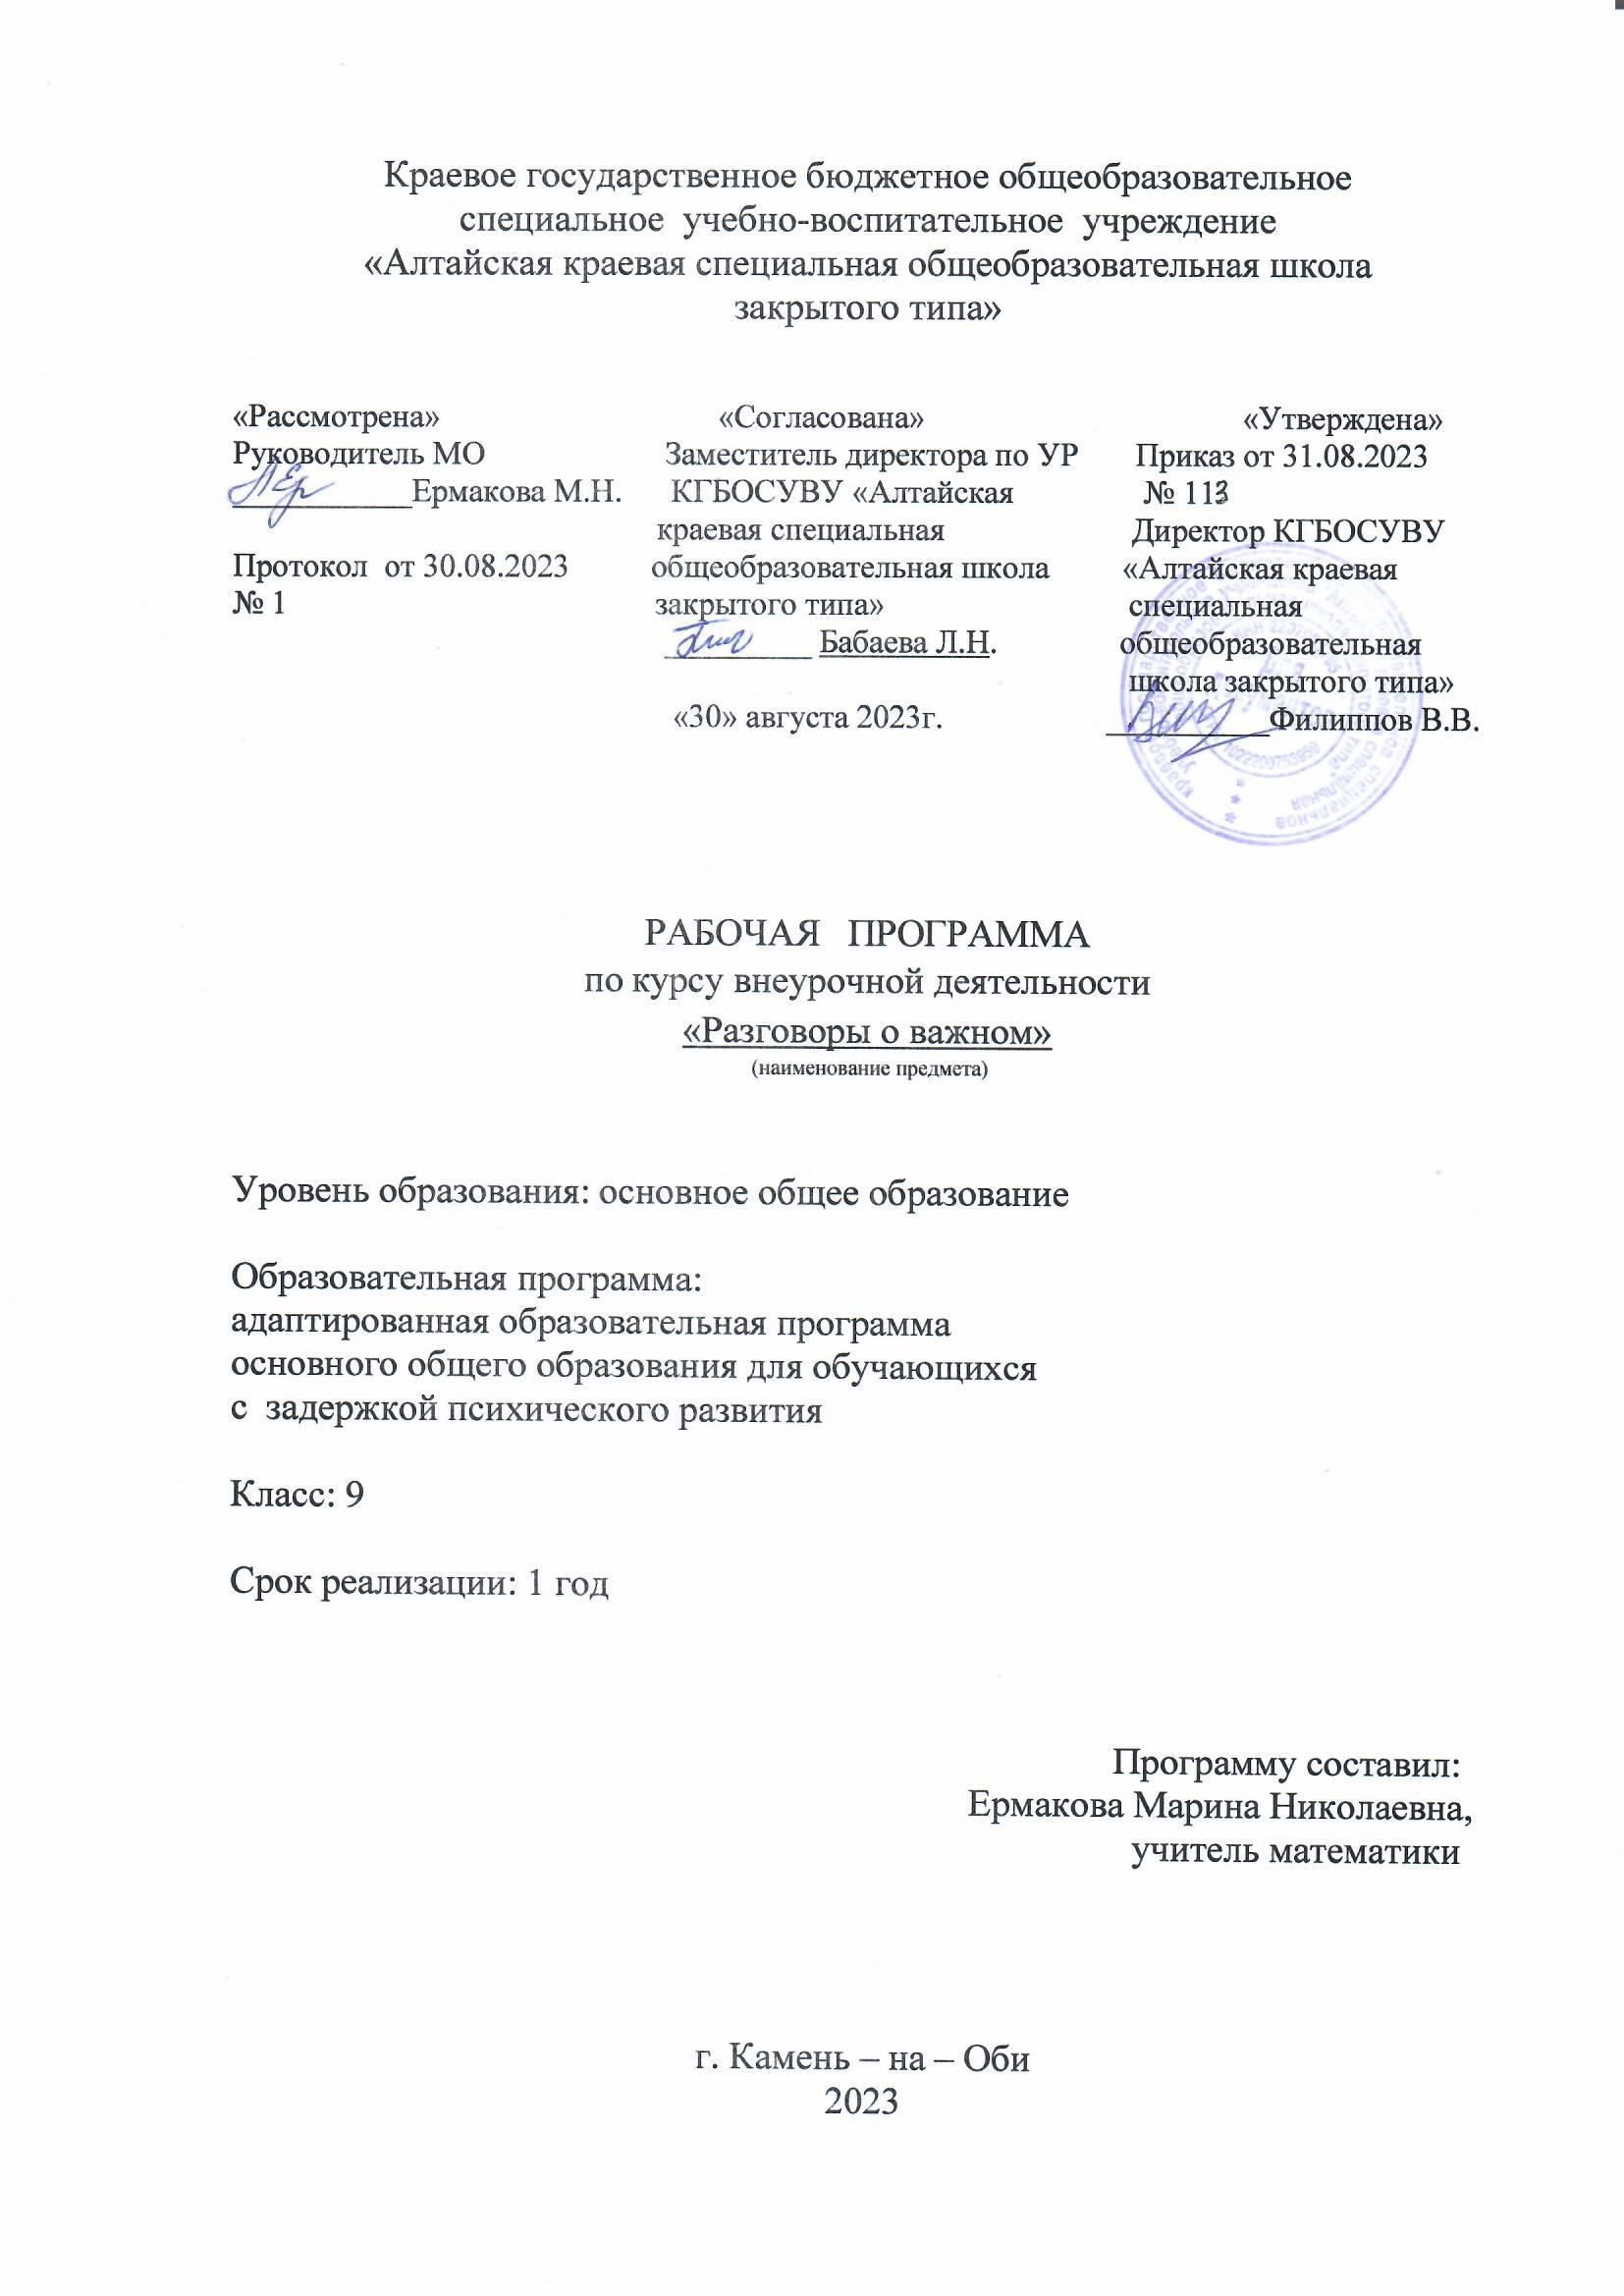 Краевое государственное бюджетное общеобразовательное
специальное учебно-воспитательное учреждение
«Алтайская краевая специальная общеобразовательная школа
закрытого типа»
«Рассмотрена»
Руководитель МО
Ермакова М.Н.
Протокол от 30.08.2023
№ 1
«Согласована»
Заместитель директора по УР
КГБОСУВУ «Алтайская
краевая специальная
общеобразовательная школа
закрытого типа»
Бабаева Л.Н.
«30» августа 2023г.
«Утверждена»
Приказ от 31.08.2023
№ 113
Директор КГБОСУВУ
«Алтайская краевая
специальная
общеобразовательная
школа закрытого типа»
Филиппов В.В.
РАБОЧАЯ ПРОГРАММА
по курсу внеурочной деятельности
«Разговоры о важном»
(наименование предмета)
Уровень образования: основное общее образование
Образовательная программа:
адаптированная образовательная программа
основного общего образования для обучающихся
с задержкой психического развития
Класс: 9
Срок реализации: 1 год
Программу составил:
Ермакова Марина Николаевна,
учитель математики
г. Камень – на – Оби
2023